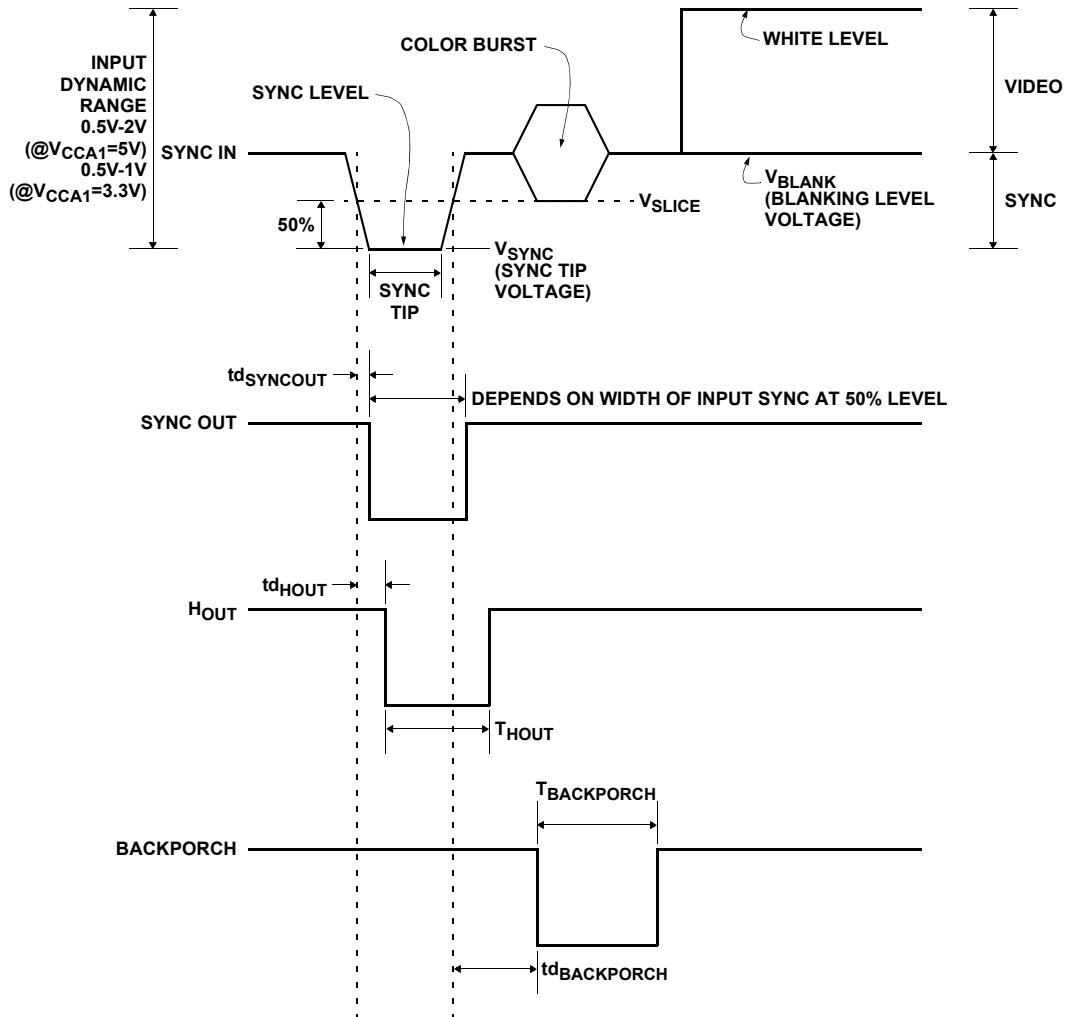 INPUT
DYNAMIC
RANGE
0.5V-2V
(@VCCA1=5V)
0.5V-1V
(@VCCA1=3.3V)
SYNC IN
SYNC LEVEL
COLOR BURST
WHITE LEVEL
VIDEO
VBLANK
(BLANKING LEVEL
VOLTAGE)
SYNC
VSLICE
50%
VSYNC
(SYNC TIP
VOLTAGE)
SYNC
TIP
tdSYNCOUT
DEPENDS ON WIDTH OF INPUT SYNC AT 50% LEVEL
SYNC OUT
tdHOUT
HOUT
THOUT
TBACKPORCH
BACKPORCH
tdBACKPORCH